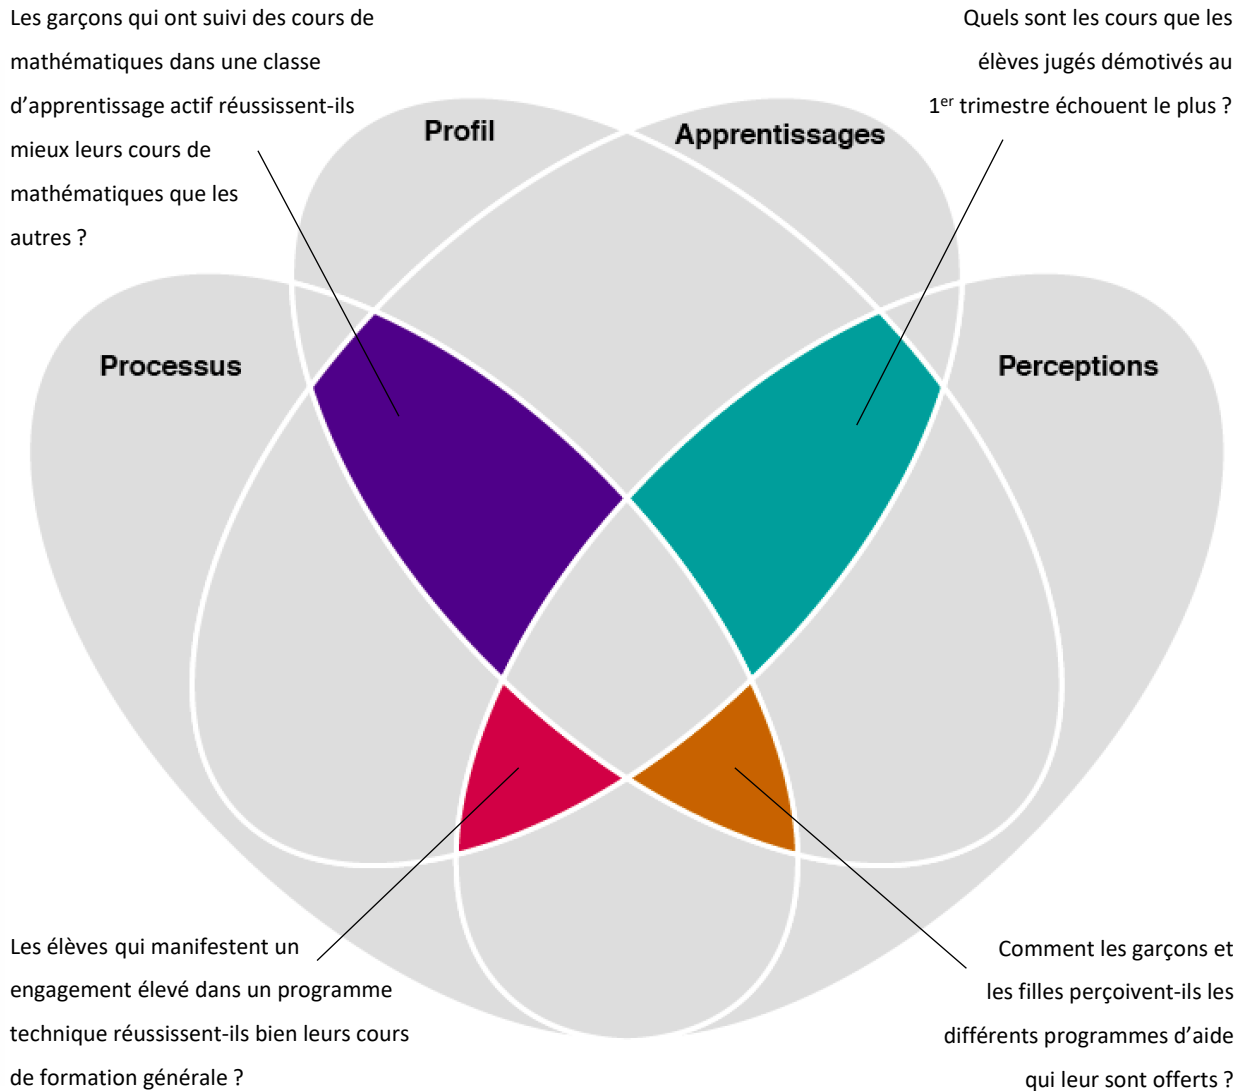 Les garçons qui ont suivi des cours de
mathématiques dans une classe
d’apprentissage actif réussissent-ils
mieux leurs cours de
mathématiques que les
autres ?
Quels sont les cours que les
élèves jugés démotivés au
1er trimestre échouent le plus ?
Profil
Apprentissages
Processus
Perceptions
Les élèves qui manifestent un
engagement élevé dans un programme
technique réussissent-ils bien leurs cours
de formation générale ?
Comment les garçons et
les filles perçoivent-ils les
différents programmes d’aide
qui leur sont offerts ?